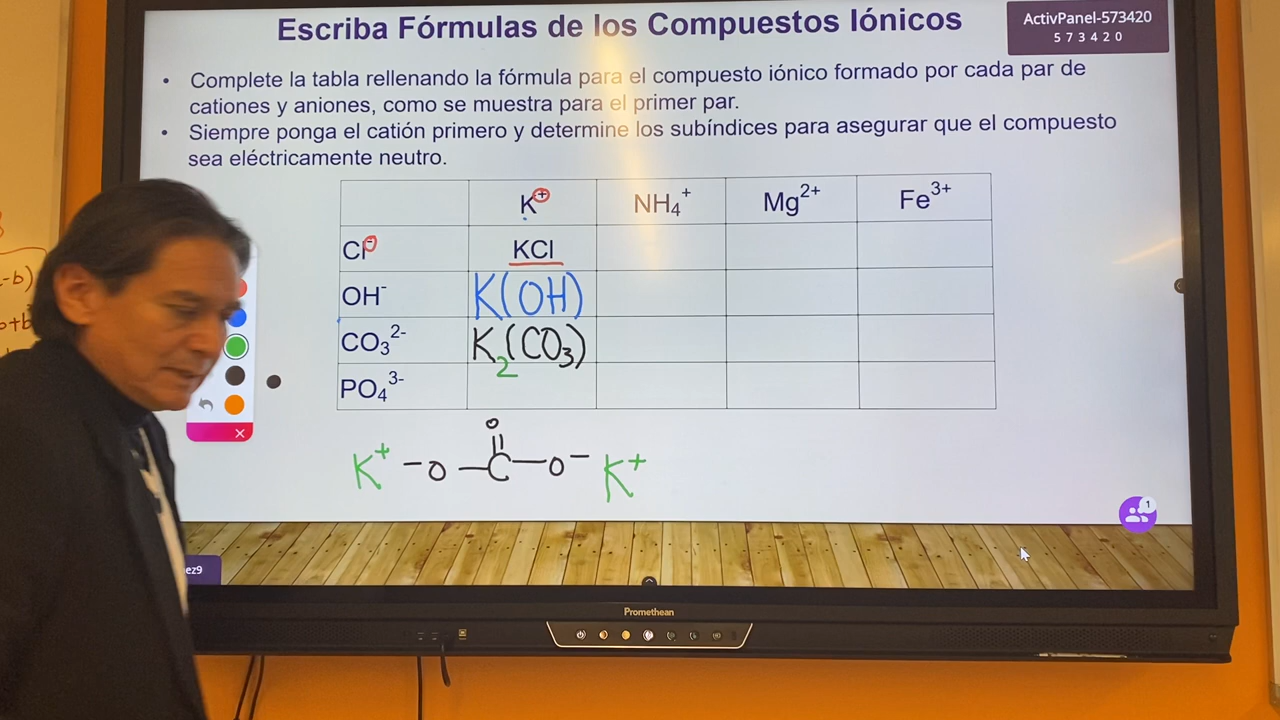 Escriba Fórmulas de los Compuestos Iónicos
ActivPanel-573420
5 7 3 4 2 0
• Complete la tabla rellenando la fórmula para el compuesto iónico formado por cada par de
cationes y aniones, como se muestra para el primer par.
• Siempre ponga el catión primero y determine los subíndices para asegurar que el compuesto
sea eléctricamente neutro.
K⁺ NH₄⁺ Mg²⁺ Fe³⁺
Cl⁻ KCl
OH⁻ K(OH)
CO₃²⁻ K₂(CO₃)
PO₄³⁻
O
K⁺ ⁻O—C—O⁻ K⁺
1
ez9
Promethean
-b)
+b